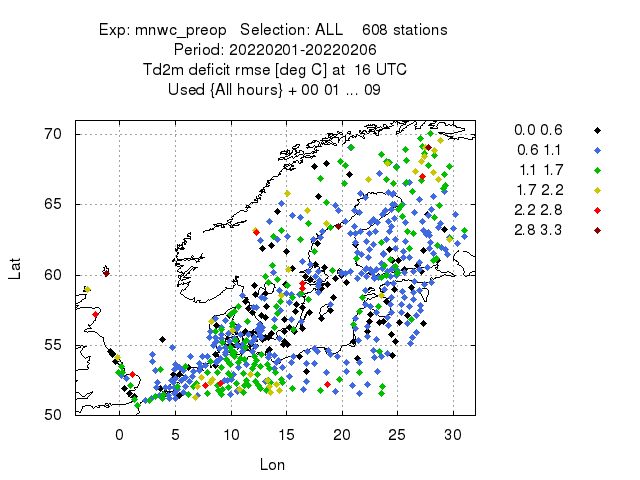 Exp: mnwc_preop Selection: ALL 608 stations
Period: 20220201-20220206
Td2m deficit rmse [deg C] at 16 UTC
Used {All hours} + 00 01 ... 09
0.0 0.6
0.6 1.1
1.1 1.7
1.7 2.2
2.2 2.8
2.8 3.3
70
65
60
55
50
Lat
0 5 10 15 20 25 30
Lon